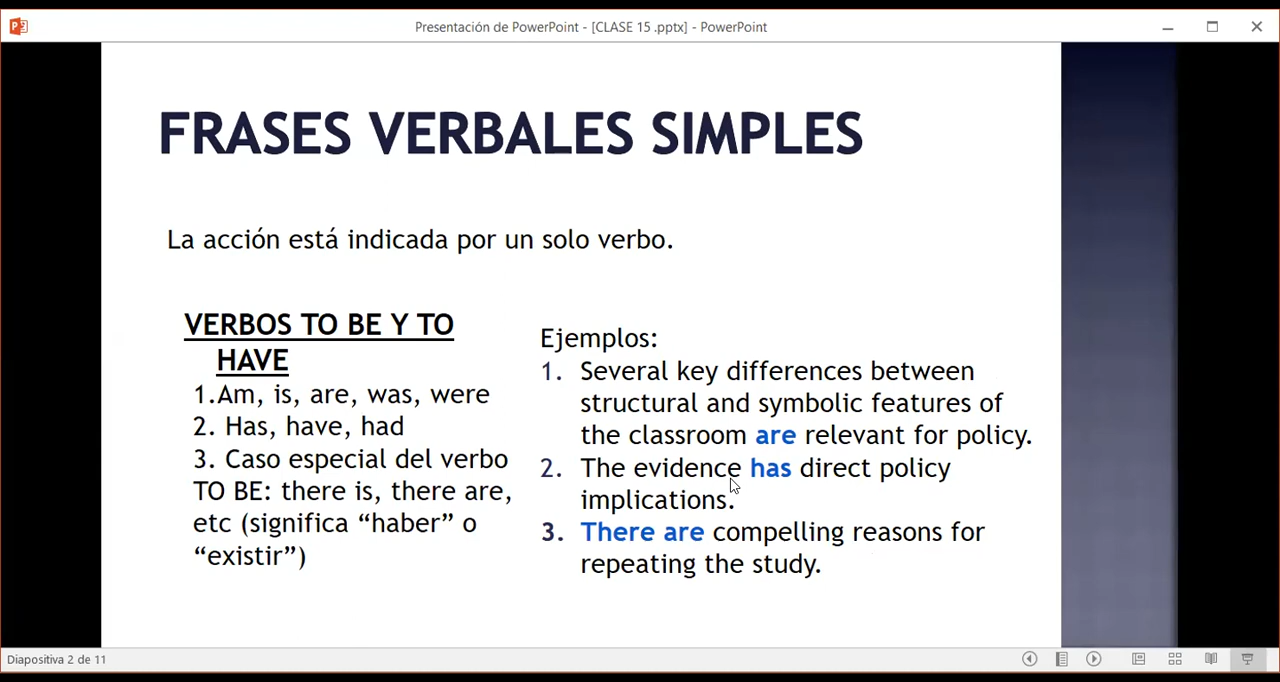 Presentación de PowerPoint - [CLASE 15 .pptx] - PowerPoint
FRASES VERBALES SIMPLES
La acción está indicada por un solo verbo.
VERBOS TO BE Y TO
HAVE
1.Am, is, are, was, were
2. Has, have, had
3. Caso especial del verbo
TO BE: there is, there are,
etc (significa “haber” o
“existir”)
Ejemplos:
1. Several key differences between
structural and symbolic features of
the classroom are relevant for policy.
2. The evidence has direct policy
implications.
3. There are compelling reasons for
repeating the study.
Diapositiva 2 de 11